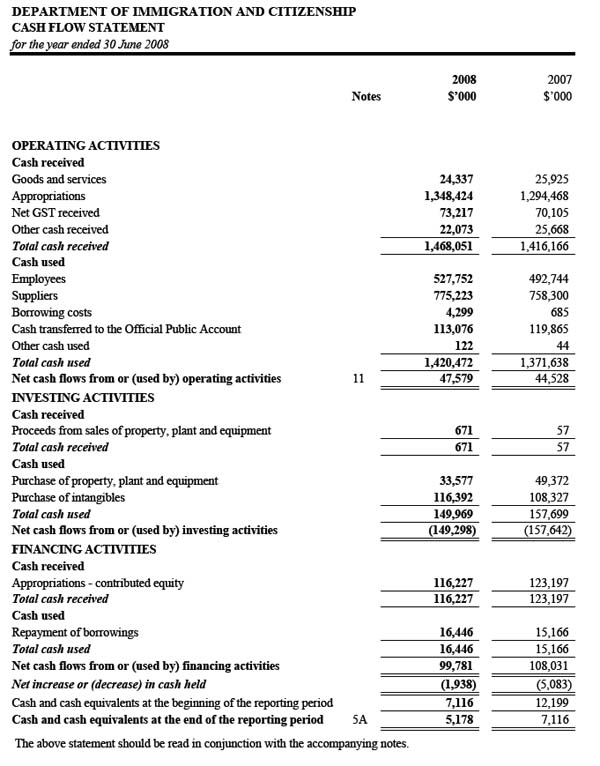 DEPARTMENT OF IMMIGRATION AND CITIZENSHIP
CASH FLOW STATEMENT
for the year ended 30 June 2008
2008 2007
Notes $'000 $'000
OPERATING ACTIVITIES
Cash received
Goods and services 24,337 25,925
Appropriations 1,348,424 1,294,468
Net GST received 73,217 70,105
Other cash received 22,073 25,668
Total cash received 1,468,051 1,416,166
Cash used
Employees 527,752 492,744
Suppliers 775,223 758,300
Borrowing costs 4,299 685
Cash transferred to the Official Public Account 113,076 119,865
Other cash used 122 44
Total cash used 1,420,472 1,371,638
Net cash flows from or (used by) operating activities 11 47,579 44,528
INVESTING ACTIVITIES
Cash received
Proceeds from sales of property, plant and equipment 671 57
Total cash received 671 57
Cash used
Purchase of property, plant and equipment 33,577 49,372
Purchase of intangibles 116,392 108,327
Total cash used 149,969 157,699
Net cash flows from or (used by) investing activities (149,298) (157,642)
FINANCING ACTIVITIES
Cash received
Appropriations - contributed equity 116,227 123,197
Total cash received 116,227 123,197
Cash used
Repayment of borrowings 16,446 15,166
Total cash used 16,446 15,166
Net cash flows from or (used by) financing activities 99,781 108,031
Net increase or (decrease) in cash held (1,938) (5,083)
Cash and cash equivalents at the beginning of the reporting period 7,116 12,199
Cash and cash equivalents at the end of the reporting period 5A 5,178 7,116
The above statement should be read in conjunction with the accompanying notes.